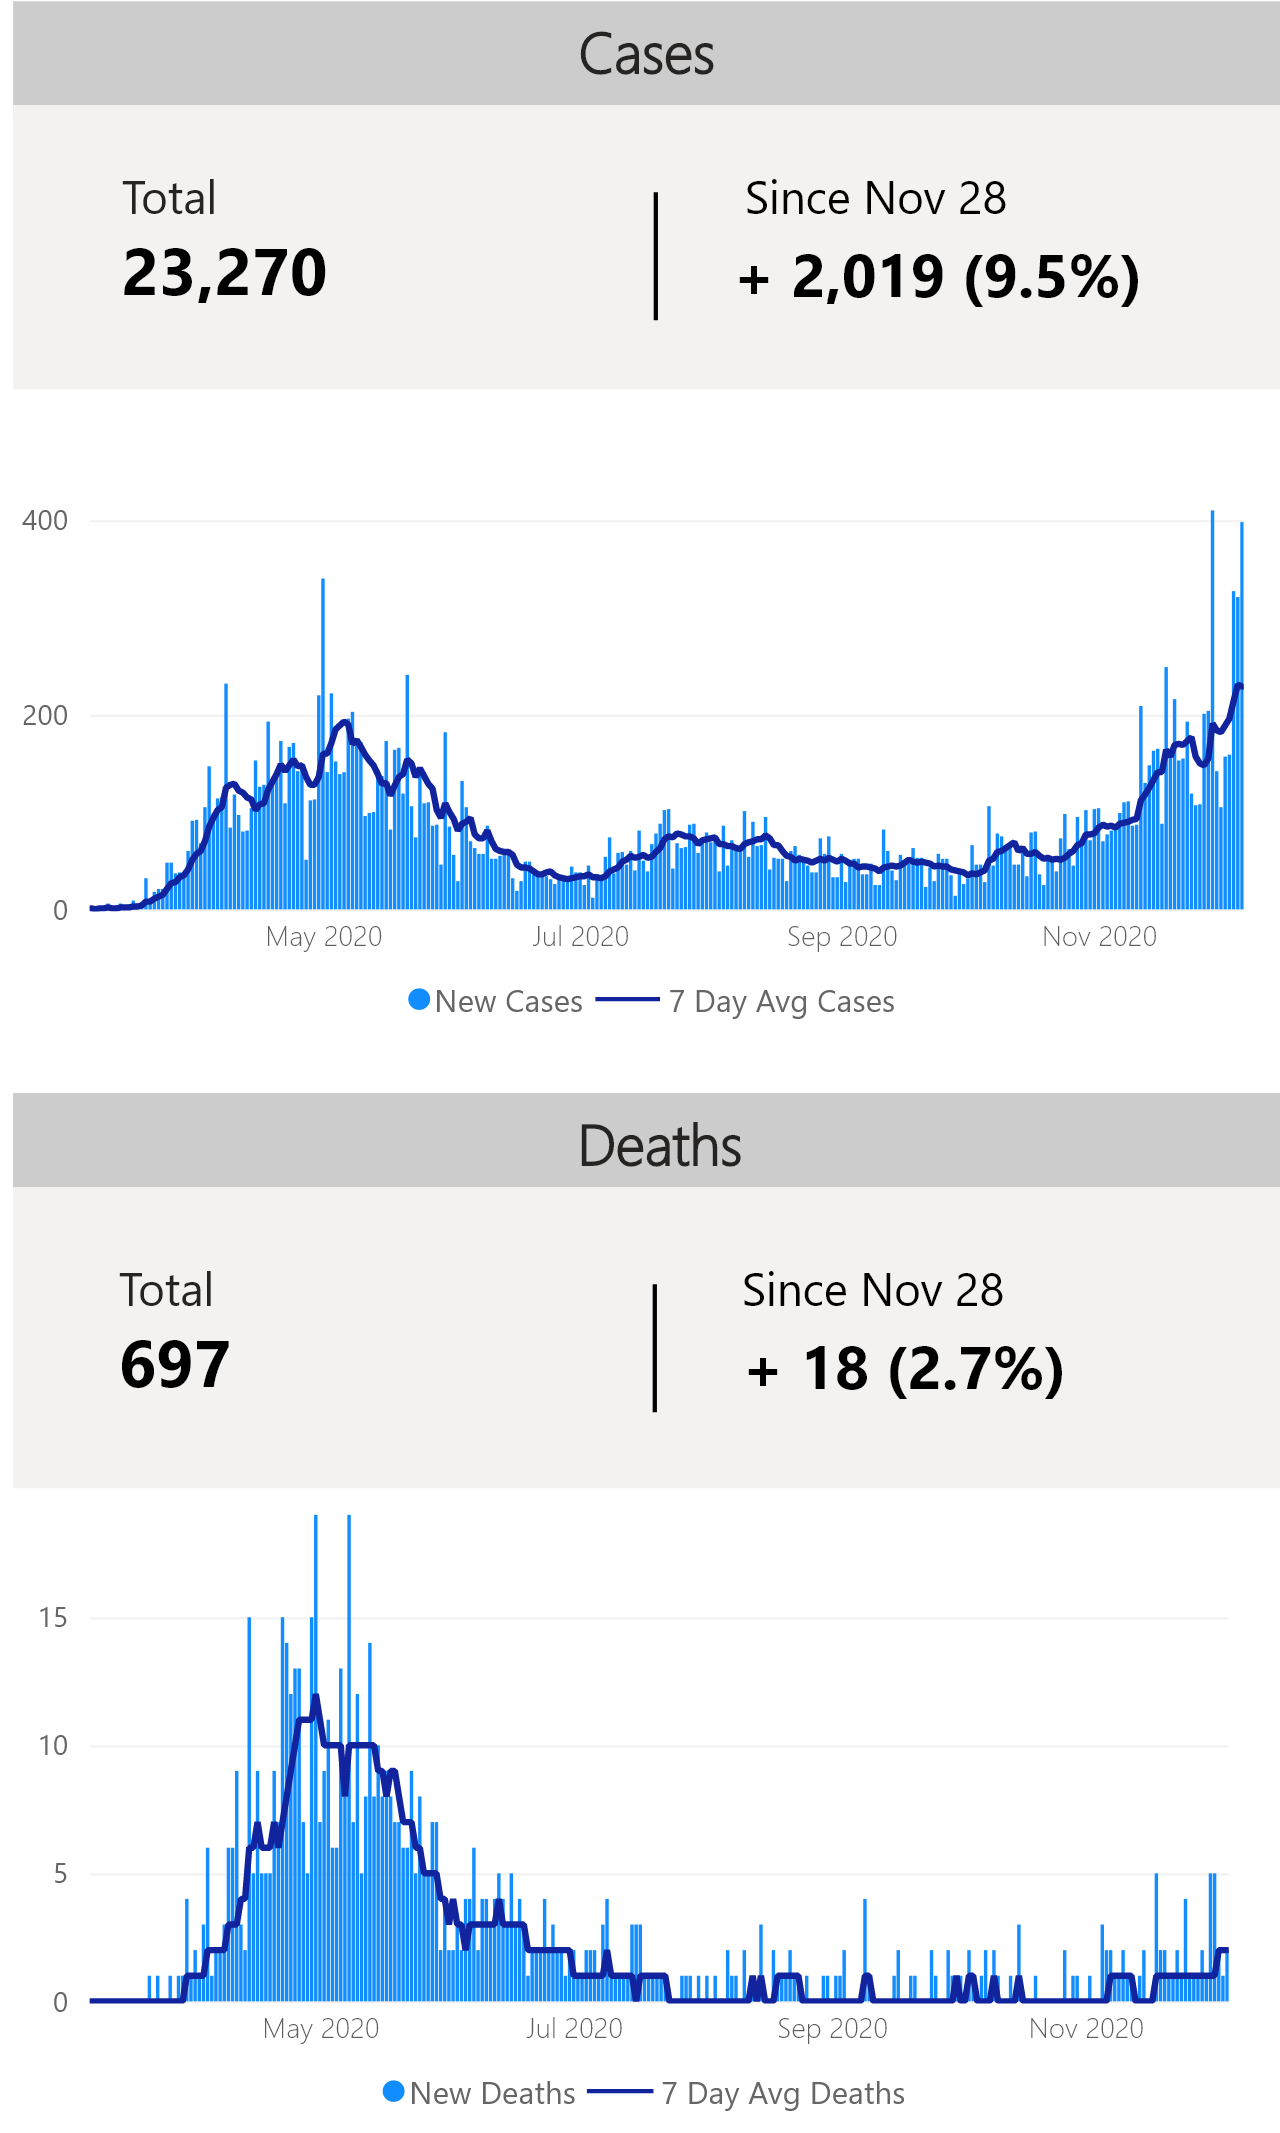 Cases
Total
Since Nov 28
23,270
+ 2,019 (9.5%)
400
200
0
May 2020
Jul 2020
Sep 2020
Nov 2020
New Cases
7 Day Avg Cases
Deaths
Total
Since Nov 28
697
+ 18 (2.7%)
15
10
5
0
May 2020
Jul 2020
Sep 2020
Nov 2020
New Deaths
7 Day Avg Deaths